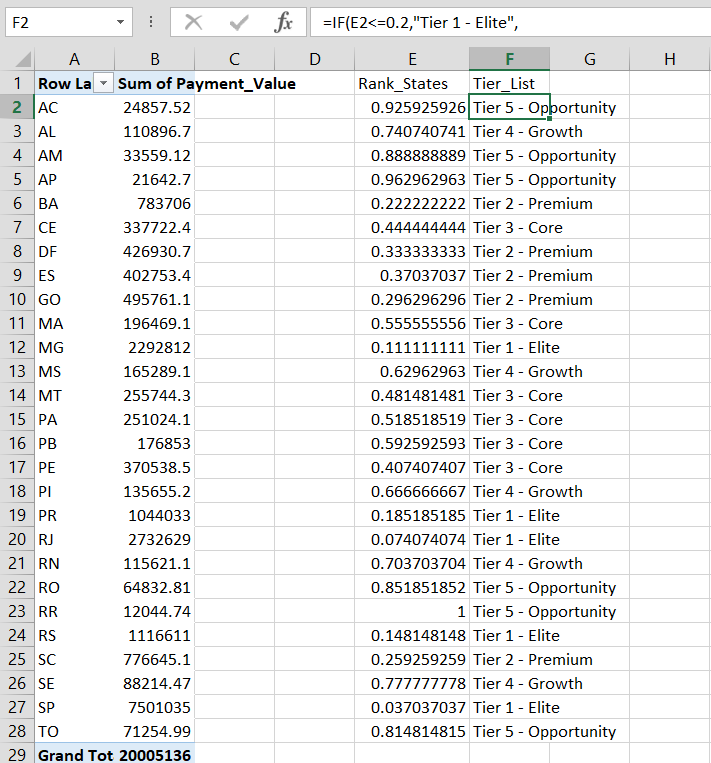 F2 fx =IF(E2<=0.2,"Tier 1 - Elite",
A B C D E F G H
1 Row La Sum of Payment_Value Rank_States Tier_List
2 AC 24857.52 0.925925926 Tier 5 - Opportunity
3 AL 110896.7 0.740740741 Tier 4 - Growth
4 AM 33559.12 0.888888889 Tier 5 - Opportunity
5 AP 21642.7 0.962962963 Tier 5 - Opportunity
6 BA 783706 0.222222222 Tier 2 - Premium
7 CE 337722.4 0.444444444 Tier 3 - Core
8 DF 426930.7 0.333333333 Tier 2 - Premium
9 ES 402753.4 0.37037037 Tier 2 - Premium
10 GO 495761.1 0.296296296 Tier 2 - Premium
11 MA 196469.1 0.555555556 Tier 3 - Core
12 MG 2292812 0.111111111 Tier 1 - Elite
13 MS 165289.1 0.62962963 Tier 4 - Growth
14 MT 255744.3 0.481481481 Tier 3 - Core
15 PA 251024.1 0.518518519 Tier 3 - Core
16 PB 176853 0.592592593 Tier 3 - Core
17 PE 370538.5 0.407407407 Tier 3 - Core
18 PI 135655.2 0.666666667 Tier 4 - Growth
19 PR 1044033 0.185185185 Tier 1 - Elite
20 RJ 2732629 0.074074074 Tier 1 - Elite
21 RN 115621.1 0.703703704 Tier 4 - Growth
22 RO 64832.81 0.851851852 Tier 5 - Opportunity
23 RR 12044.74 1 Tier 5 - Opportunity
24 RS 1116611 0.148148148 Tier 1 - Elite
25 SC 776645.1 0.259259259 Tier 2 - Premium
26 SE 88214.47 0.777777778 Tier 4 - Growth
27 SP 7501035 0.037037037 Tier 1 - Elite
28 TO 71254.99 0.814814815 Tier 5 - Opportunity
29 Grand Tot 20005136